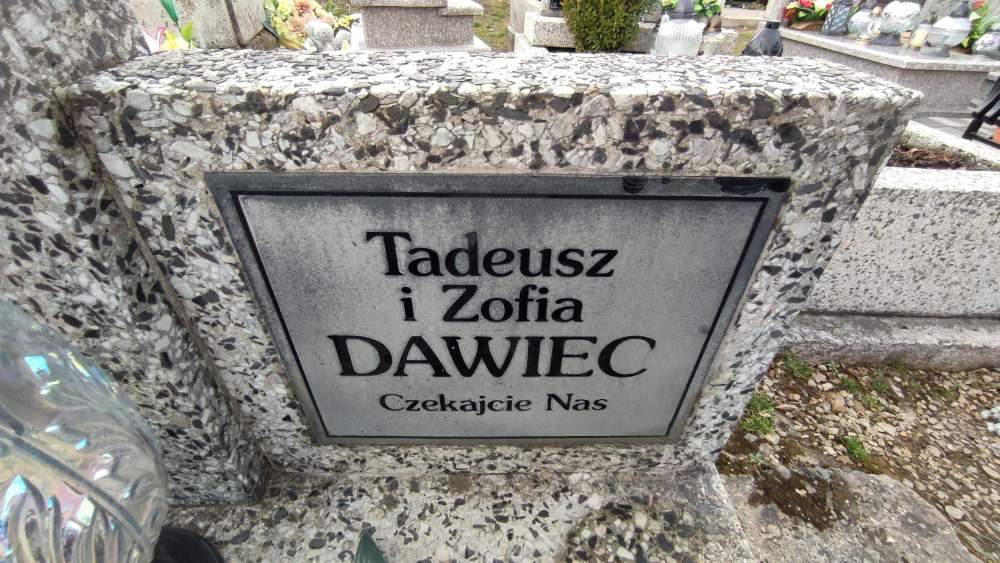 Tadeusz
i Zofia
DAWIEC
Czekajcie Nas